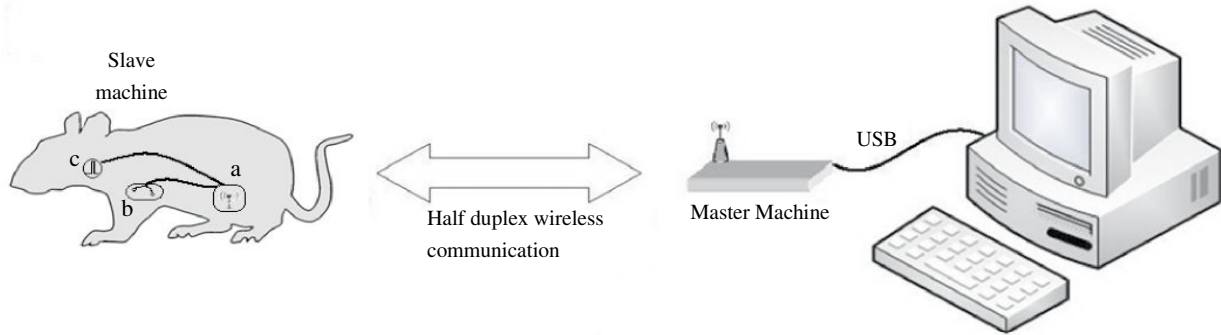 Slave
machine
c
a
b
Half duplex wireless
communication
Master Machine
USB